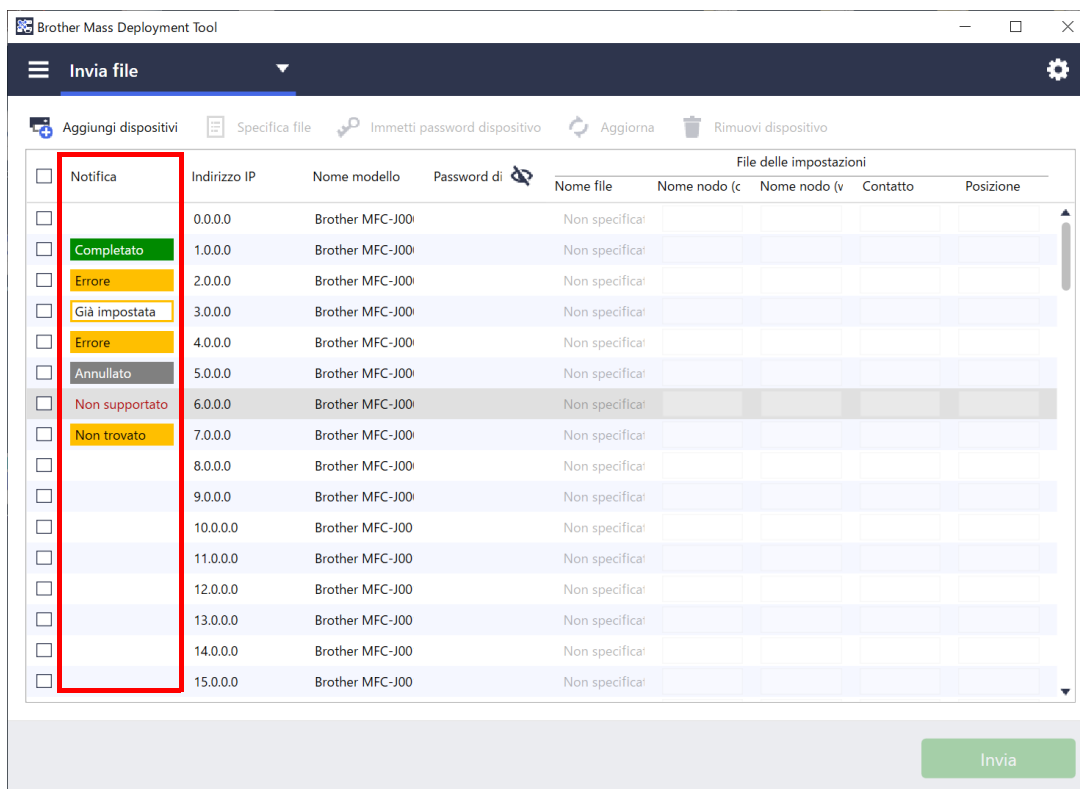 Brother Mass Deployment Tool
Invia file
Aggiungi dispositivi Specifica file Immetti password dispositivo Aggiorna Rimuovi dispositivo
File delle impostazioni
Notifica Indirizzo IP Nome modello Password di Nome file Nome nodo (c Nome nodo (v Contatto Posizione
0.0.0.0 Brother MFC-J00 Non specificat
Completato 1.0.0.0 Brother MFC-J00 Non specificat
Errore 2.0.0.0 Brother MFC-J00 Non specificat
Già impostata 3.0.0.0 Brother MFC-J00 Non specificat
Errore 4.0.0.0 Brother MFC-J00 Non specificat
Annullato 5.0.0.0 Brother MFC-J00 Non specificat
Non supportato 6.0.0.0 Brother MFC-J00 Non specificat
Non trovato 7.0.0.0 Brother MFC-J00 Non specificat
8.0.0.0 Brother MFC-J00 Non specificat
9.0.0.0 Brother MFC-J00 Non specificat
10.0.0.0 Brother MFC-J00 Non specificat
11.0.0.0 Brother MFC-J00 Non specificat
12.0.0.0 Brother MFC-J00 Non specificat
13.0.0.0 Brother MFC-J00 Non specificat
14.0.0.0 Brother MFC-J00 Non specificat
15.0.0.0 Brother MFC-J00 Non specificat
Invia